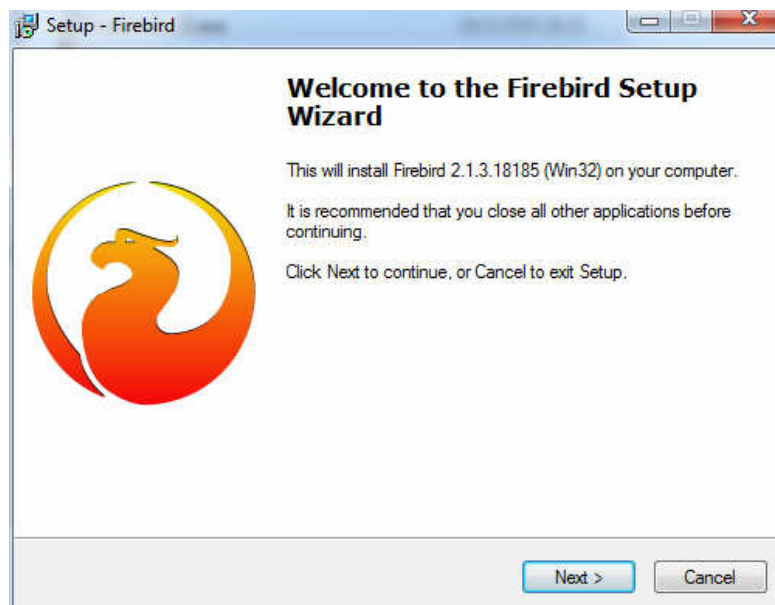 Setup - Firebird
Welcome to the Firebird Setup
Wizard
This will install Firebird 2.1.3.18185 (Win32) on your computer.
It is recommended that you close all other applications before
continuing.
Click Next to continue, or Cancel to exit Setup.
Next >
Cancel